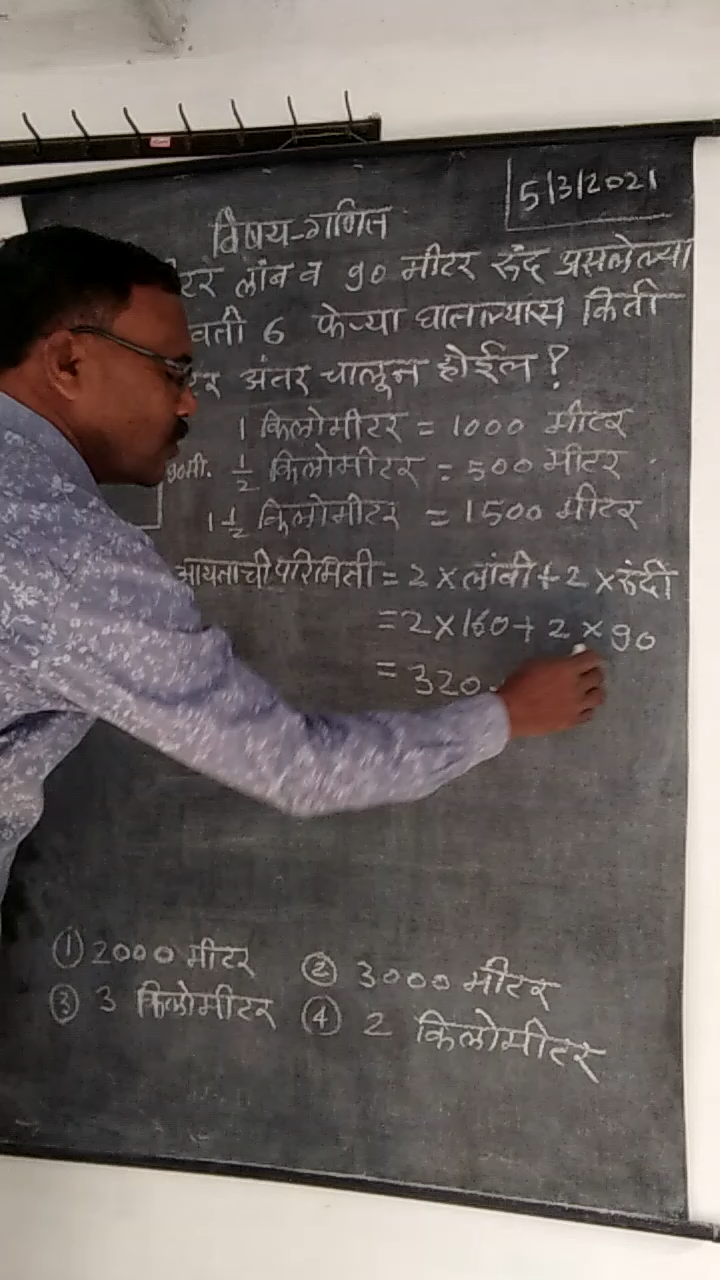 5/3/2021
विषय-गणित
लांब व 90 मीटर रुंद असलेल्या
6 फेऱ्या घातल्यास किती
अंतर चालून होईल ?
1 किलोमीटर = 1000 मीटर
90मी. 1/2 किलोमीटर = 500 मीटर
1 1/2 किलोमीटर = 1500 मीटर
आयताची परिमिती = 2 × लांबी + 2 × रुंदी
= 2 × 160 + 2 × 90
= 320
① 2000 मीटर ② 3000 मीटर
③ 3 किलोमीटर ④ 2 किलोमीटर